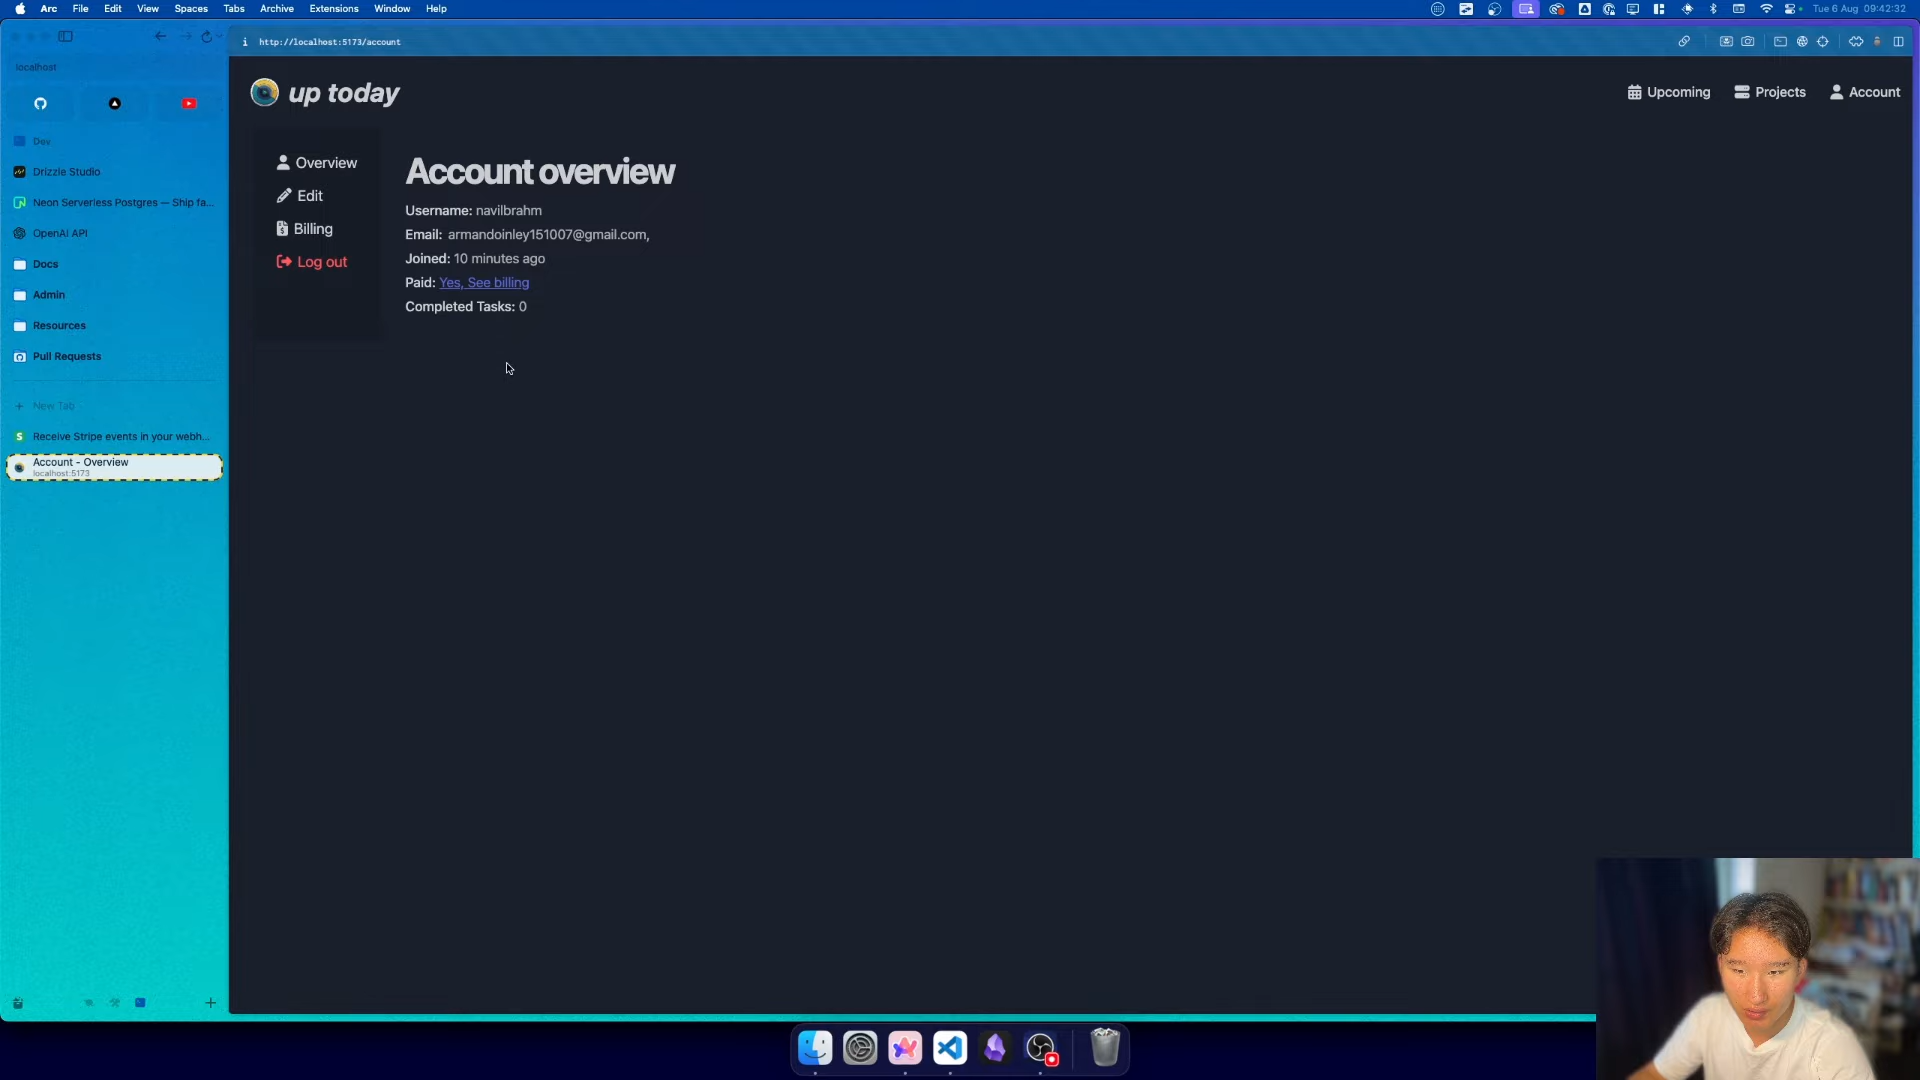 Arc File Edit View Spaces Tabs Archive Extensions Window Help
Tue 6 Aug 09:42:32
http://localhost:5173/account
localhost
Dev
Drizzle Studio
Neon Serverless Postgres — Ship fa...
OpenAI API
Docs
Admin
Resources
Pull Requests
+ New Tab
Receive Stripe events in your webh...
Account - Overview
localhost:5173
up today
Upcoming
Projects
Account
Overview
Edit
Billing
Log out
Account overview
Username: navilbrahm
Email: armandoinley151007@gmail.com,
Joined: 10 minutes ago
Paid: Yes, See billing
Completed Tasks: 0